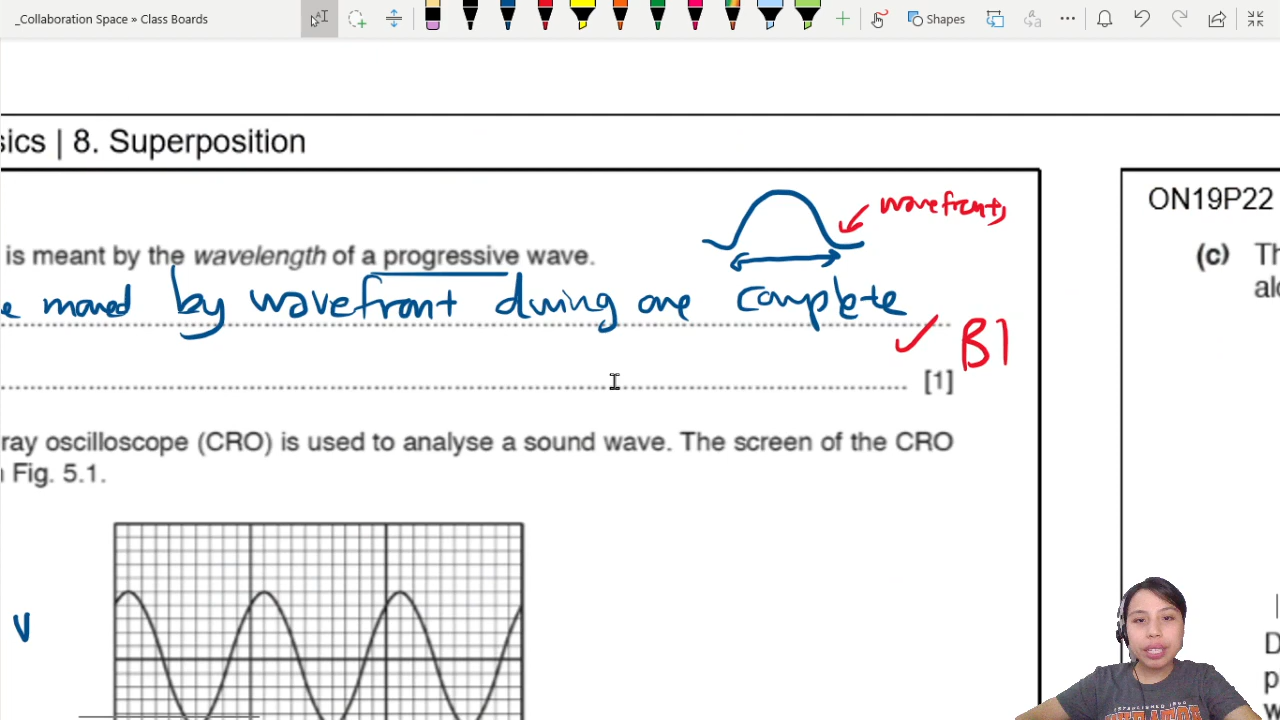 _Collaboration Space » Class Boards
Shapes
sics | 8. Superposition
ON19P22
wavefronts
is meant by the wavelength of a progressive wave.
(c) Th
alo
e moved by wavefront during one complete
B1
[1]
ray oscilloscope (CRO) is used to analyse a sound wave. The screen of the CRO
n Fig. 5.1.
V
D
p
w